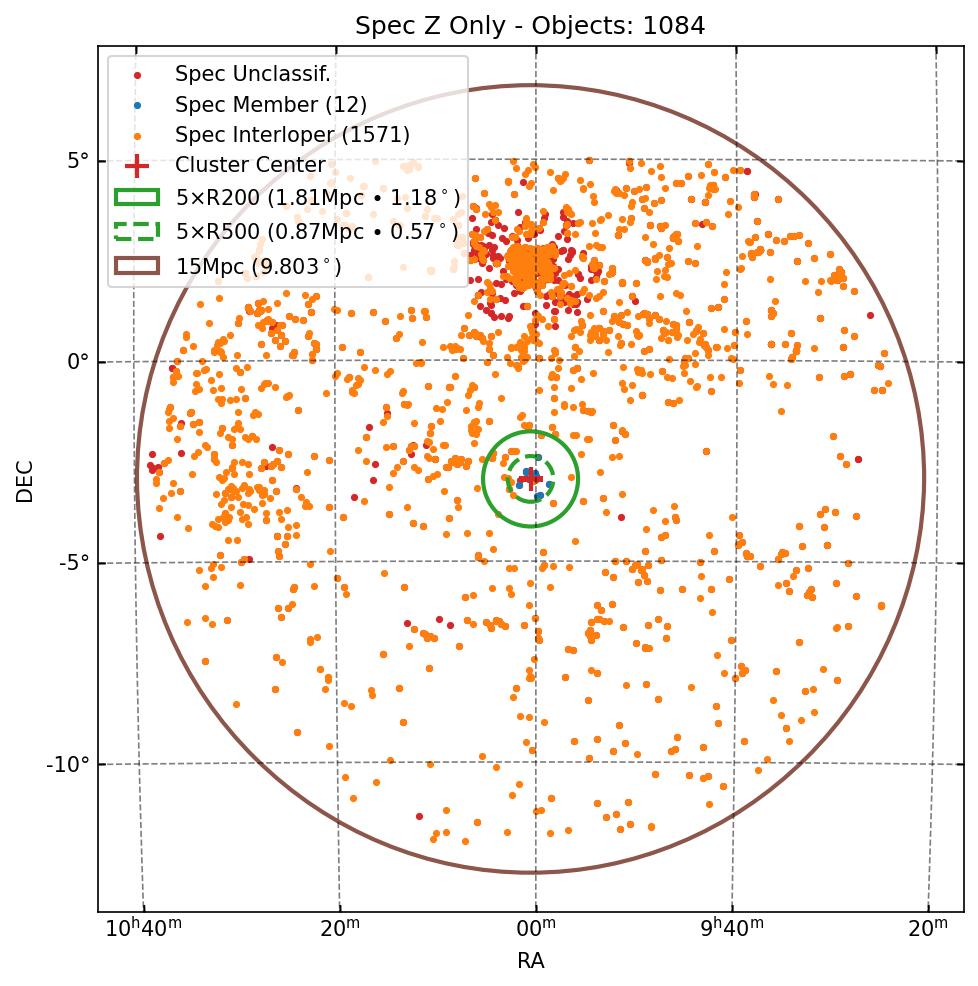 Spec Z Only - Objects: 1084
Spec Unclassif.
Spec Member (12)
Spec Interloper (1571)
Cluster Center
5×R200 (1.81Mpc • 1.18°)
5×R500 (0.87Mpc • 0.57°)
15Mpc (9.803°)
5°
0°
-5°
-10°
DEC
10h40m 20m 00m 9h40m 20m
RA